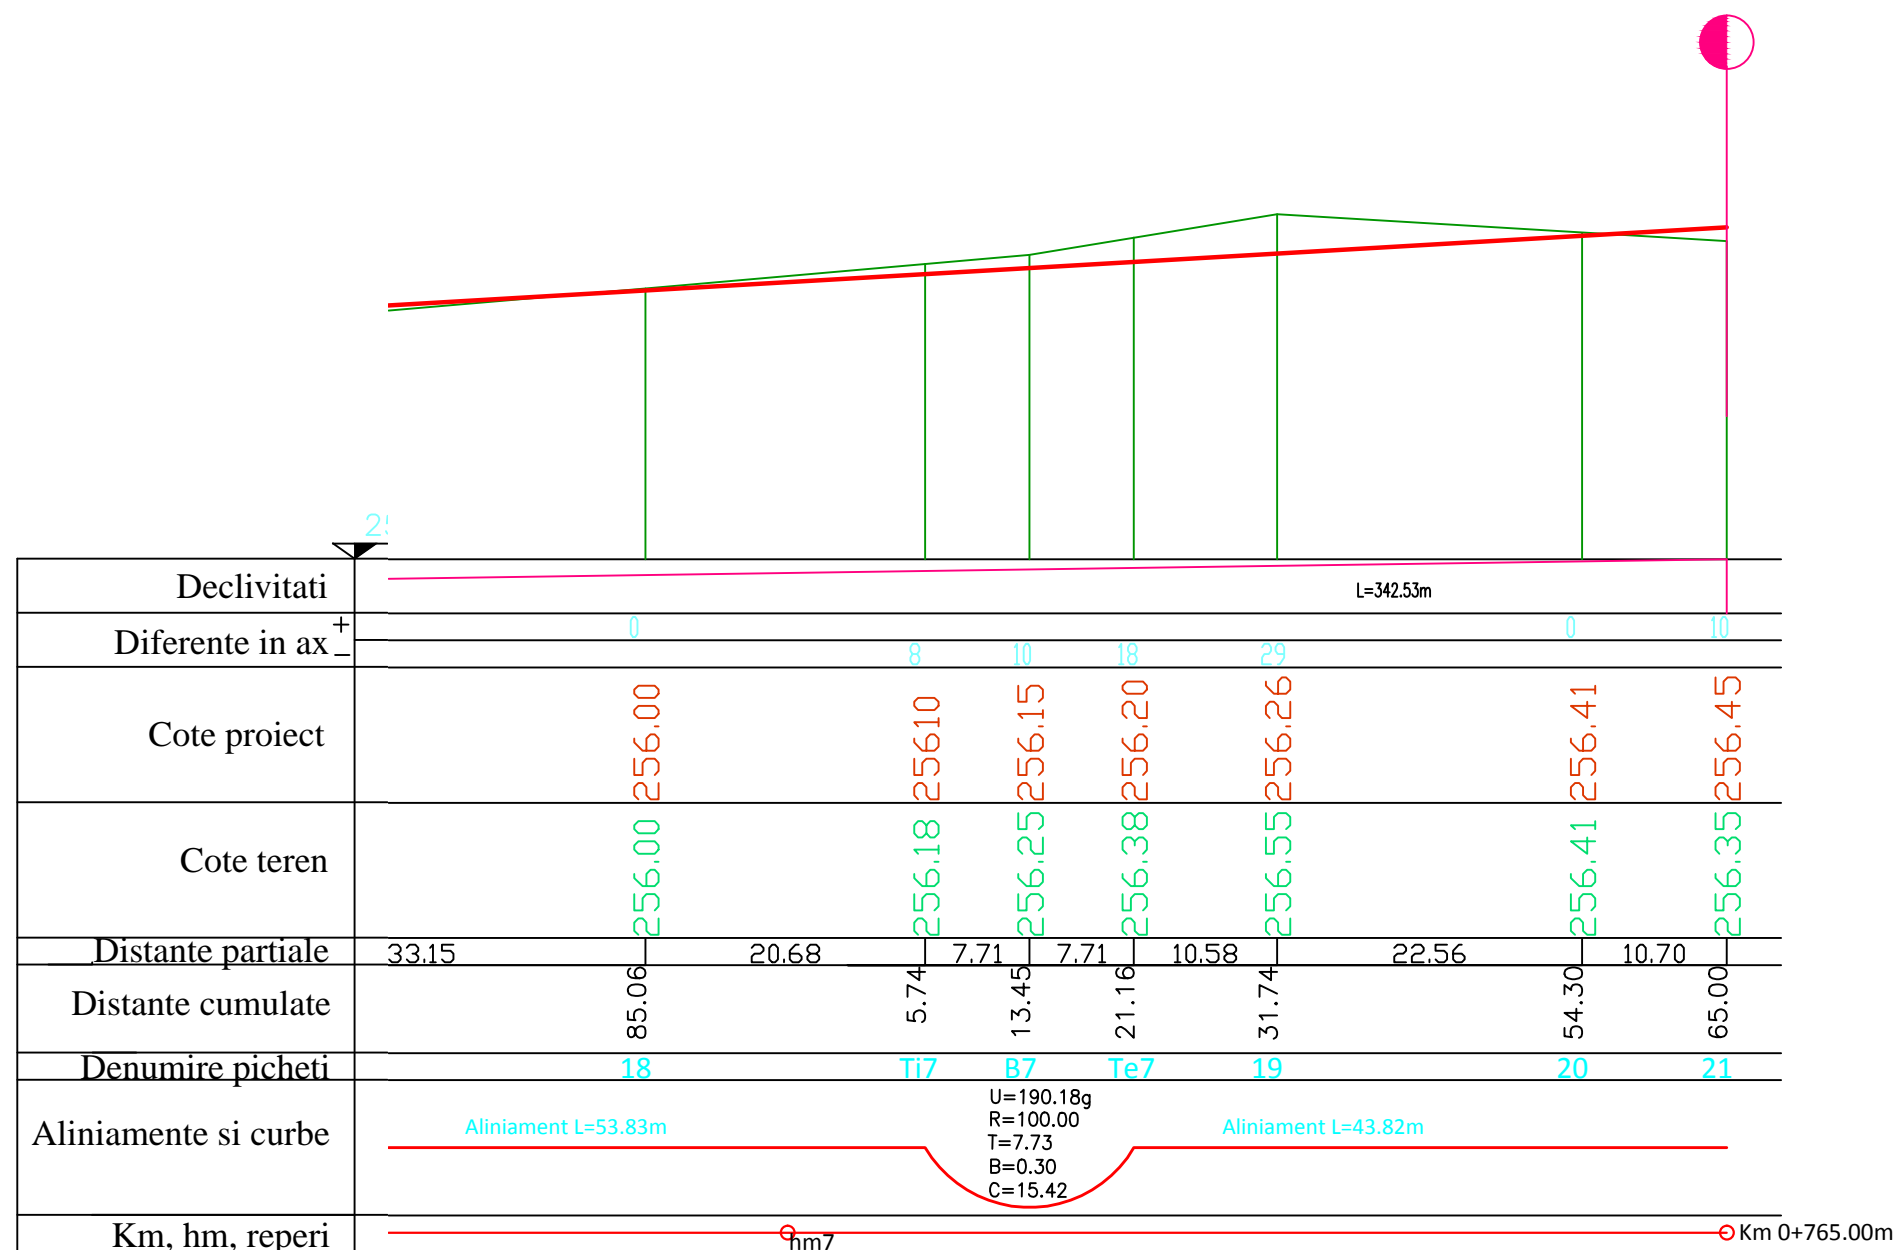 25
Declivitati
L=342.53m
Diferente in ax
+
−
0
0
10
8
10
18
29
Cote proiect
256.00
25610
256.15
256.20
256.26
256.41
256.45
Cote teren
256.00
256.18
256.25
256.38
256.55
256.41
256.35
Distante partiale
33.15
20.68
7.71
7.71
10.58
22.56
10.70
Distante cumulate
85.06
5.74
13.45
21.16
31.74
54.30
65.00
Denumire picheti
18
Ti7
B7
Te7
19
20
21
Aliniamente si curbe
Aliniament L=53.83m
U=190.18g
R=100.00
T=7.73
B=0.30
C=15.42
Aliniament L=43.82m
Km, hm, reperi
hm7
Km 0+765.00m